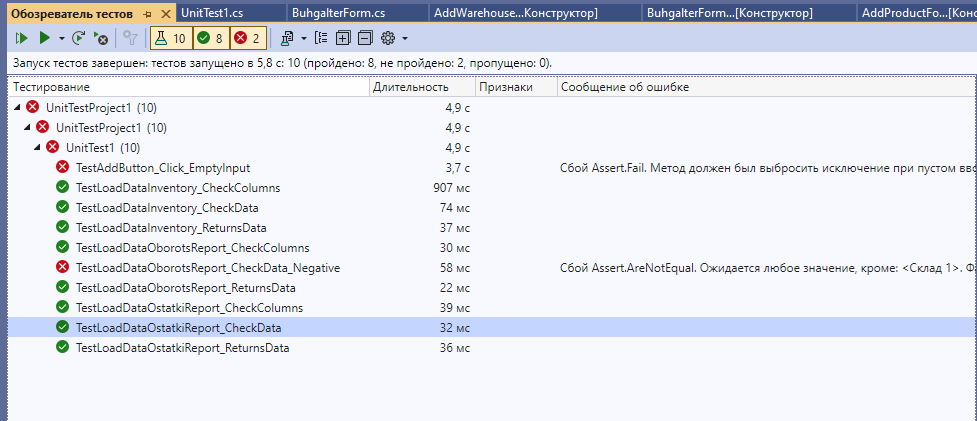 Обозреватель тестов UnitTest1.cs BuhgalterForm.cs AddWarehouse...Конструктор] BuhgalterForm...[Конструктор] AddProductFo...[Кон
10 8 2
Запуск тестов завершен: тестов запущено в 5,8 с: 10 (пройдено: 8, не пройдено: 2, пропущено: 0).
Тестирование Длительность Признаки Сообщение об ошибке
UnitTestProject1 (10) 4,9 с
UnitTestProject1 (10) 4,9 с
UnitTest1 (10) 4,9 с
TestAddButton_Click_EmptyInput 3,7 с Сбой Assert.Fail. Метод должен был выбросить исключение при пустом вво
TestLoadDataInventory_CheckColumns 907 мс
TestLoadDataInventory_CheckData 74 мс
TestLoadDataInventory_ReturnsData 37 мс
TestLoadDataOborotsReport_CheckColumns 30 мс
TestLoadDataOborotsReport_CheckData_Negative 58 мс Сбой Assert.AreNotEqual. Ожидается любое значение, кроме: <Склад 1>. Ф
TestLoadDataOborotsReport_ReturnsData 22 мс
TestLoadDataOstatkiReport_CheckColumns 39 мс
TestLoadDataOstatkiReport_CheckData 32 мс
TestLoadDataOstatkiReport_ReturnsData 36 мс